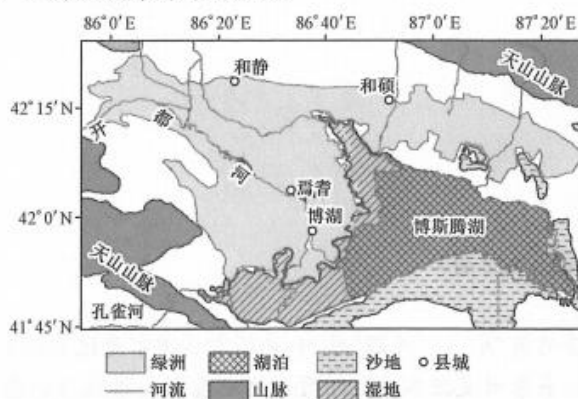 86°0′E
86°20′E
86°40′E
87°0′E
87°20′E
和静
和硕
天山山脉
42°15′N
开都河
焉耆
42°0′N
博湖
博斯腾湖
天山山脉
孔雀河
41°45′N
绿洲
湖泊
沙地
县城
河流
山脉
湿地